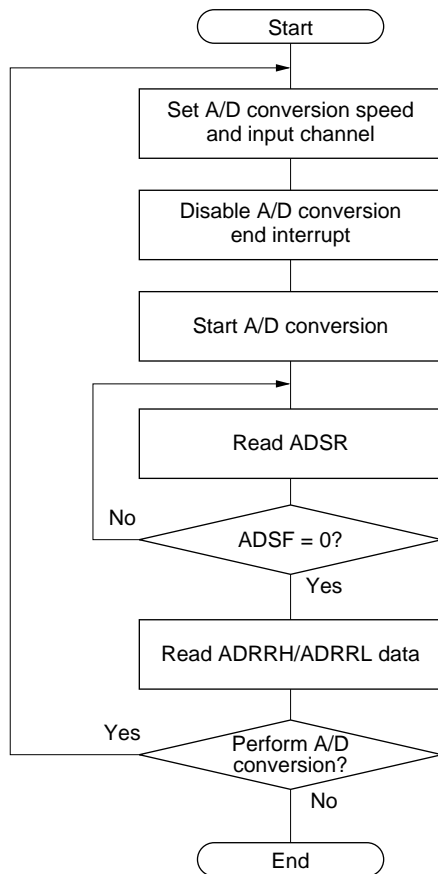 Start
Set A/D conversion speed
and input channel
Disable A/D conversion
end interrupt
Start A/D conversion
Read ADSR
No
ADSF = 0?
Yes
Read ADRRH/ADRRL data
Yes
Perform A/D
conversion?
No
End